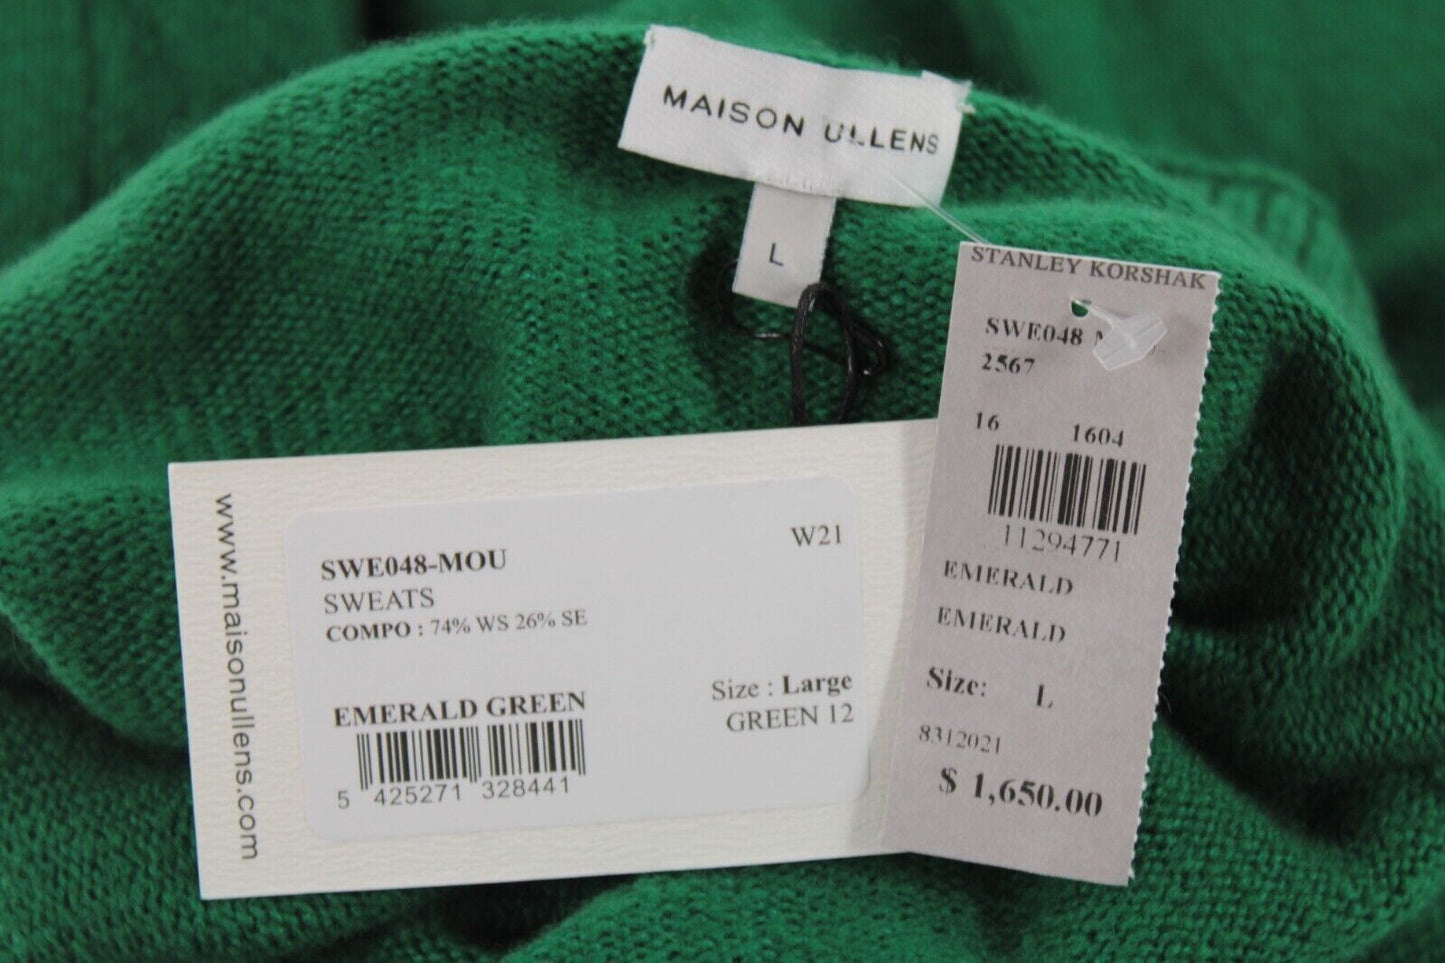 MAISON ULLENS
L
STANLEY KORSHAK
SWE048
2567
16 1604
11294771
EMERALD
EMERALD
Size: L
8312021
$ 1,650.00
www.maisonullens.com
SWE048-MOU W21
SWEATS
COMPO : 74% WS 26% SE
EMERALD GREEN
Size : Large
GREEN 12
5 425271 328441